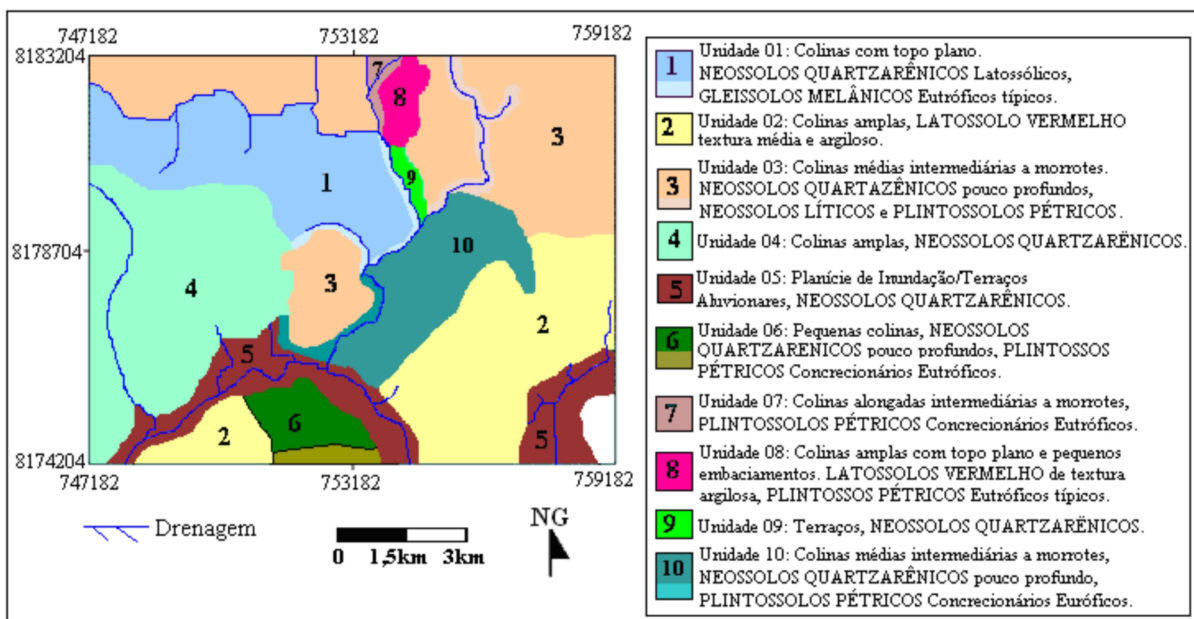 747182
753182
759182
8183204
8178704
8174204
7
8
3
9
1
10
4
3
2
5
6
2
5
747182
753182
759182
Drenagem
0 1,5km 3km
NG
1
Unidade 01: Colinas com topo plano.
NEOSSOLOS QUARTZARÊNICOS Latossólicos,
GLEISSOLOS MELÂNICOS Eutróficos típicos.
2
Unidade 02: Colinas amplas, LATOSSOLO VERMELHO
textura média e argiloso.
3
Unidade 03: Colinas médias intermediárias a morrotes.
NEOSSOLOS QUARTAZÊNICOS pouco profundos,
NEOSSOLOS LÍTICOS e PLINTOSSOLOS PÉTRICOS.
4
Unidade 04: Colinas amplas, NEOSSOLOS QUARTZARÊNICOS.
5
Unidade 05: Planície de Inundação/Terraços
Aluvionares, NEOSSOLOS QUARTZARÊNICOS.
6
Unidade 06: Pequenas colinas, NEOSSOLOS
QUARTZARENICOS pouco profundos, PLINTOSSOS
PÉTRICOS Concrecionários Eutróficos.
7
Unidade 07: Colinas alongadas intermediárias a morrotes,
PLINTOSSOLOS PÉTRICOS Concrecionários Eutróficos.
8
Unidade 08: Colinas amplas com topo plano e pequenos
embaciamentos. LATOSSOLOS VERMELHO de textura
argilosa, PLINTOSSOS PÉTRICOS Eutróficos típicos.
9
Unidade 09: Terraços, NEOSSOLOS QUARTZARÊNICOS.
10
Unidade 10: Colinas médias intermediárias a morrotes,
NEOSSOLOS QUARTZARÊNICOS pouco profundo,
PLINTOSSOLOS PÉTRICOS Concrecionários Euróficos.